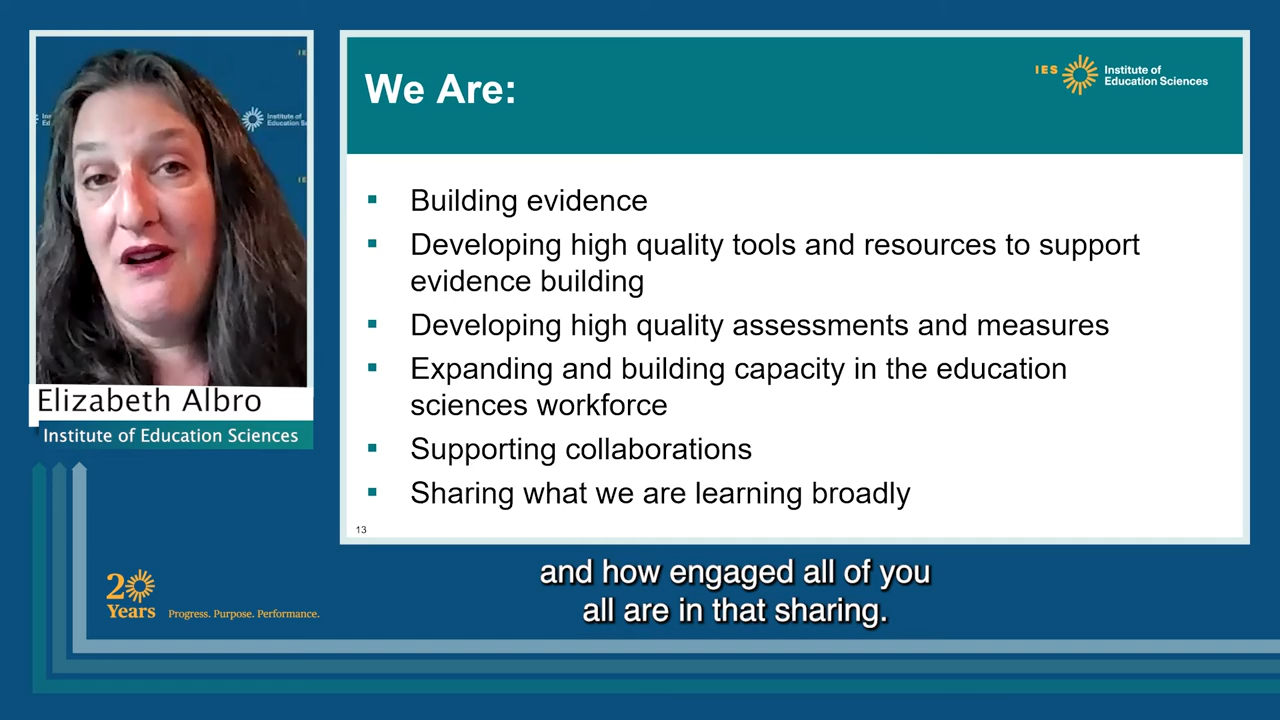 We Are:
IES
Institute of
Education Sciences
Institute of
Education S
Building evidence
Developing high quality tools and resources to support
evidence building
Developing high quality assessments and measures
Expanding and building capacity in the education
sciences workforce
Supporting collaborations
Sharing what we are learning broadly
13
Elizabeth Albro
Institute of Education Sciences
20
Years
Progress. Purpose. Performance.
and how engaged all of you
all are in that sharing.